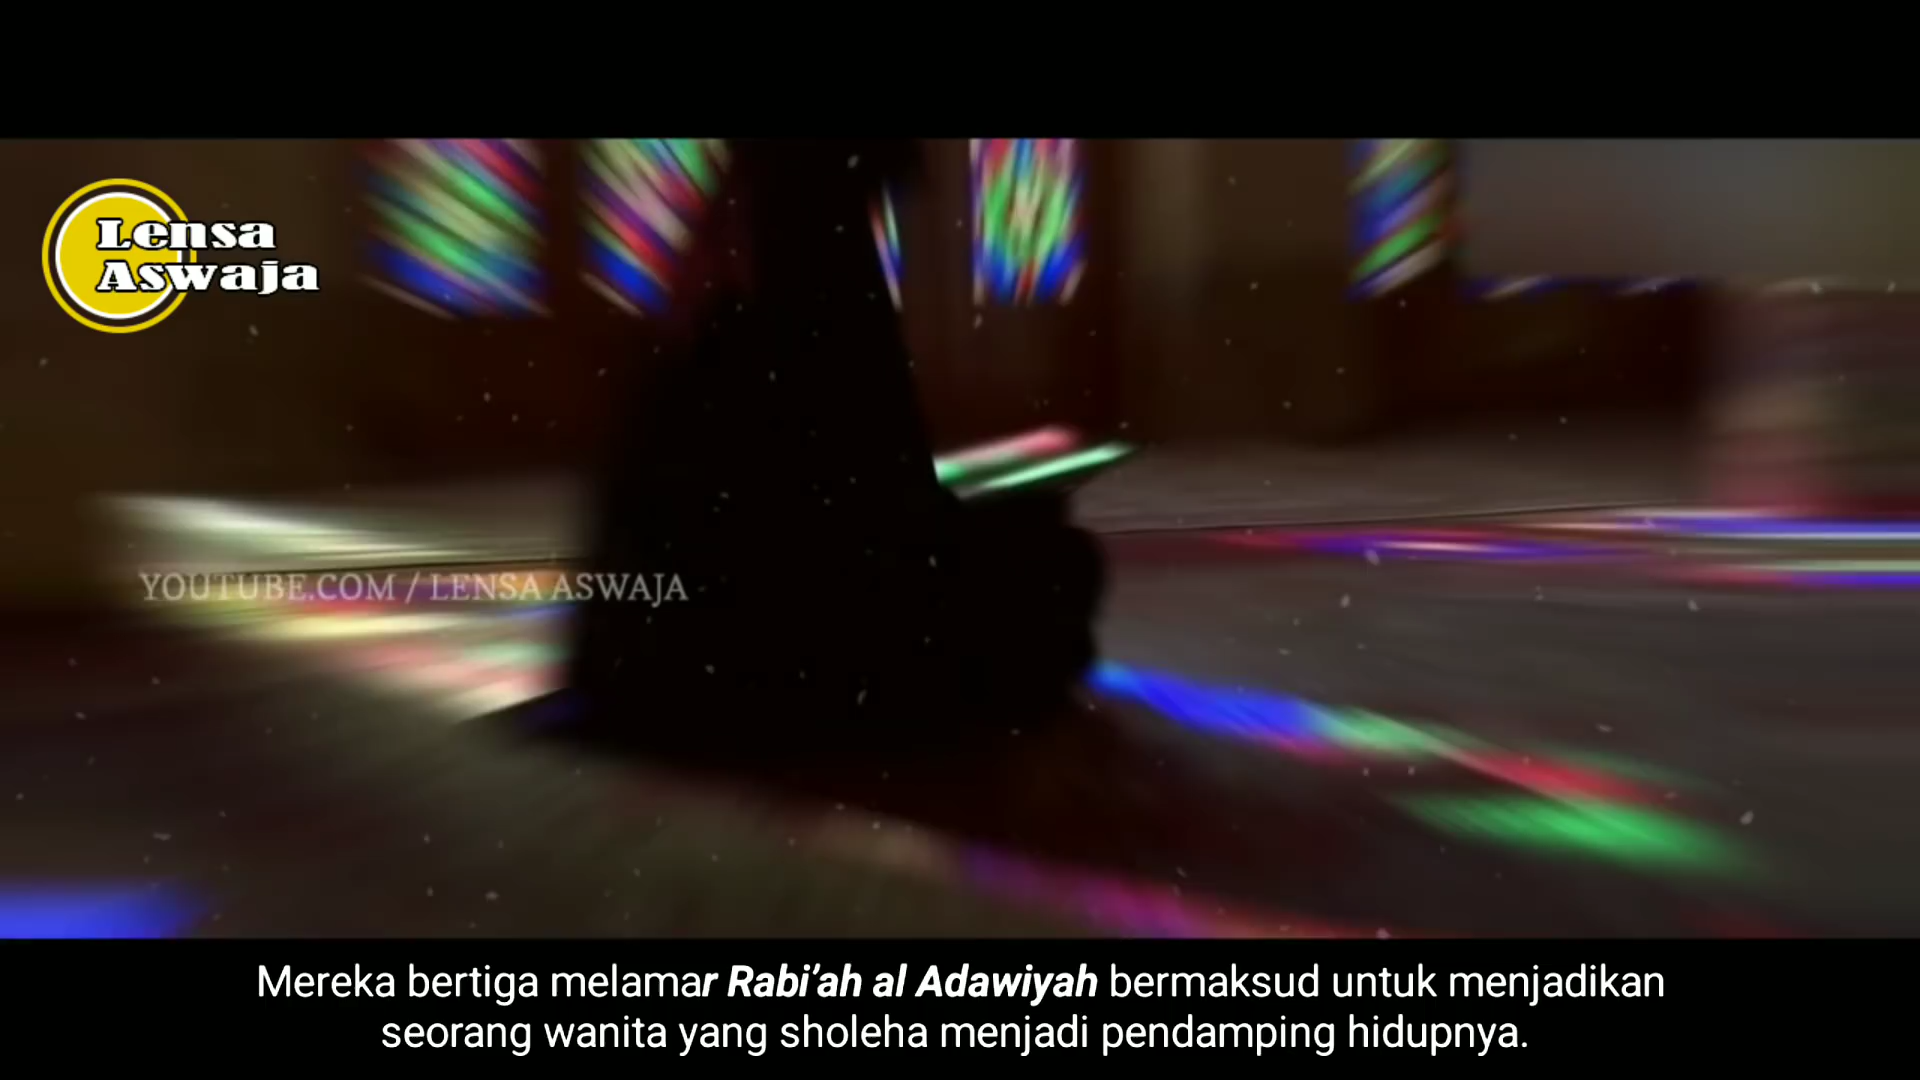 Lensa
Aswaja
YOUTUBE.COM / LENSA ASWAJA
Mereka bertiga melamar Rabi’ah al Adawiyah bermaksud untuk menjadikan
seorang wanita yang sholeha menjadi pendamping hidupnya.